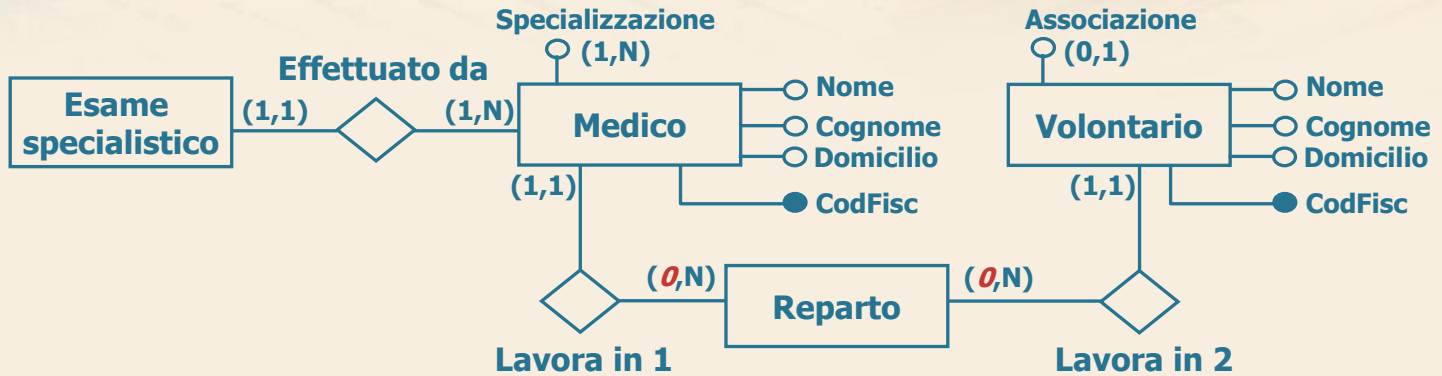 Specializzazione
(1,N)
Associazione
(0,1)
Effettuato da
Esame
specialistico
(1,1)
(1,N)
Medico
Nome
Cognome
Domicilio
CodFisc
(1,1)
Volontario
Nome
Cognome
Domicilio
CodFisc
(1,1)
(0,N)
Reparto
(0,N)
Lavora in 1
Lavora in 2